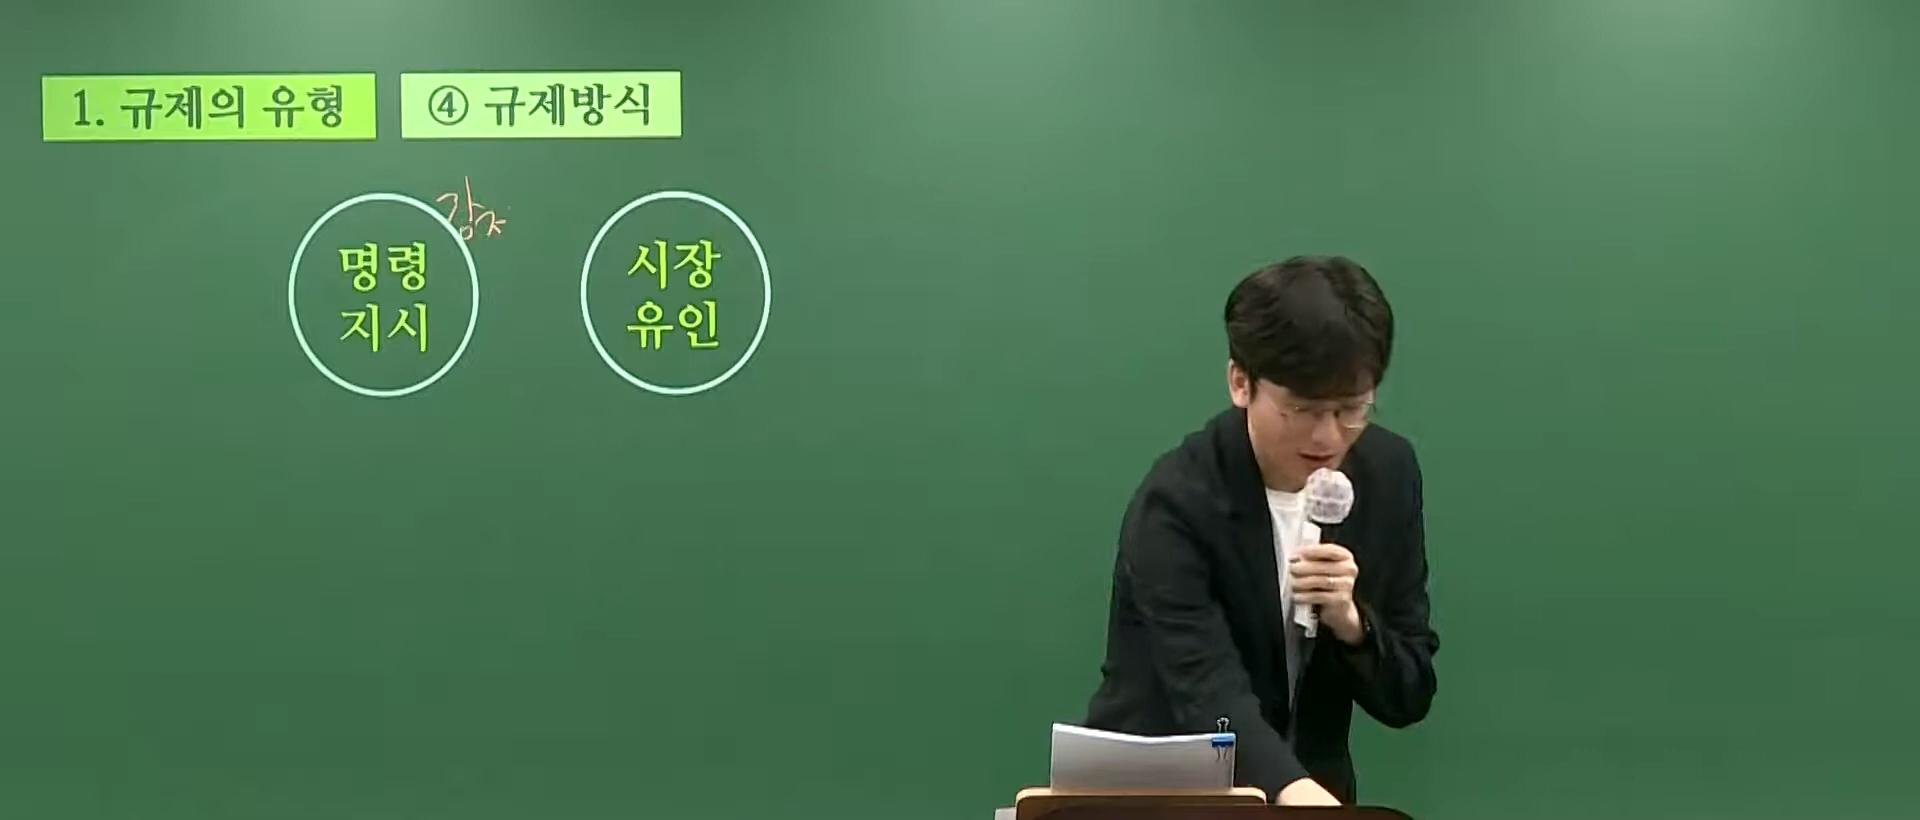 1. 규제의 유형
④ 규제방식
명령
지시
시장
유인